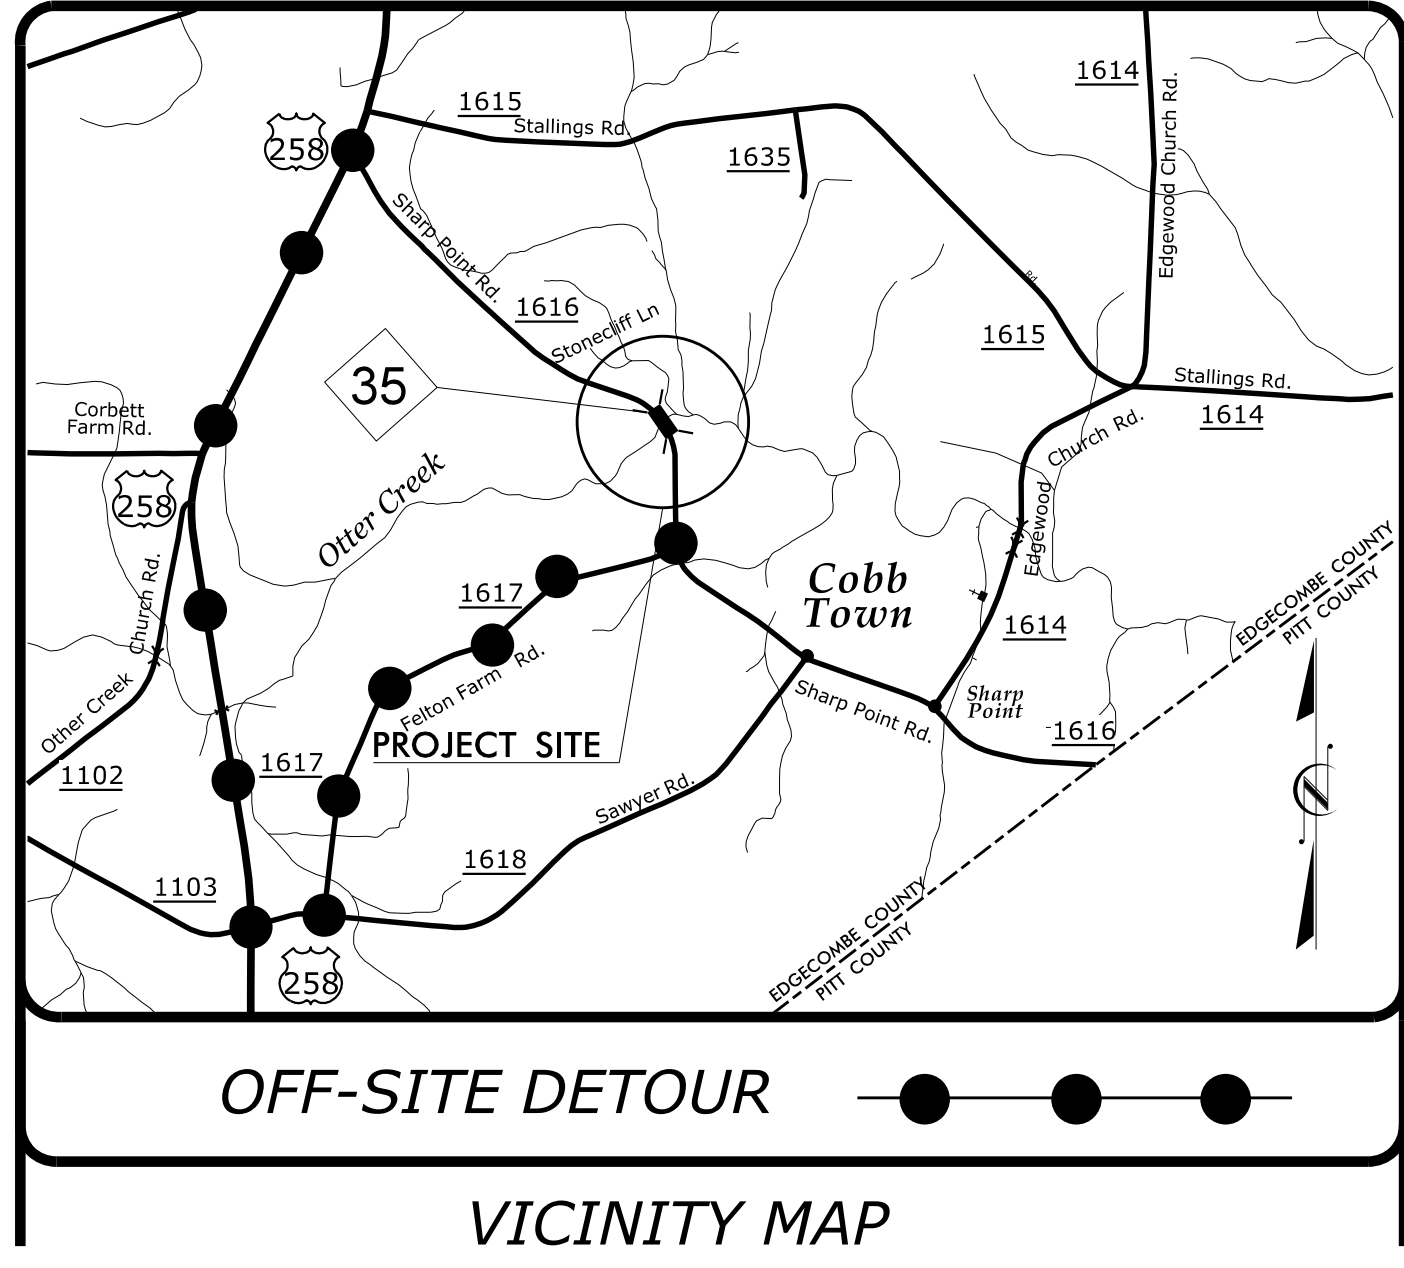 1614
1615
Stallings Rd.
258
1635
Edgewood Church Rd.
Sharp Point Rd.
Rd.
1616
Stonecliff Ln
1615
35
Stallings Rd.
1614
Corbett
Farm Rd.
Church Rd.
258
Otter Creek
Edgewood
EDGECOMBE COUNTY
PITT COUNTY
Church Rd.
1617
Cobb
Town
1614
Felton Farm Rd.
Other Creek
Sharp Point Rd.
Sharp
Point
1616
PROJECT SITE
1102
1617
Sawyer Rd.
1618
1103
EDGECOMBE COUNTY
PITT COUNTY
258
N
OFF-SITE DETOUR
VICINITY MAP